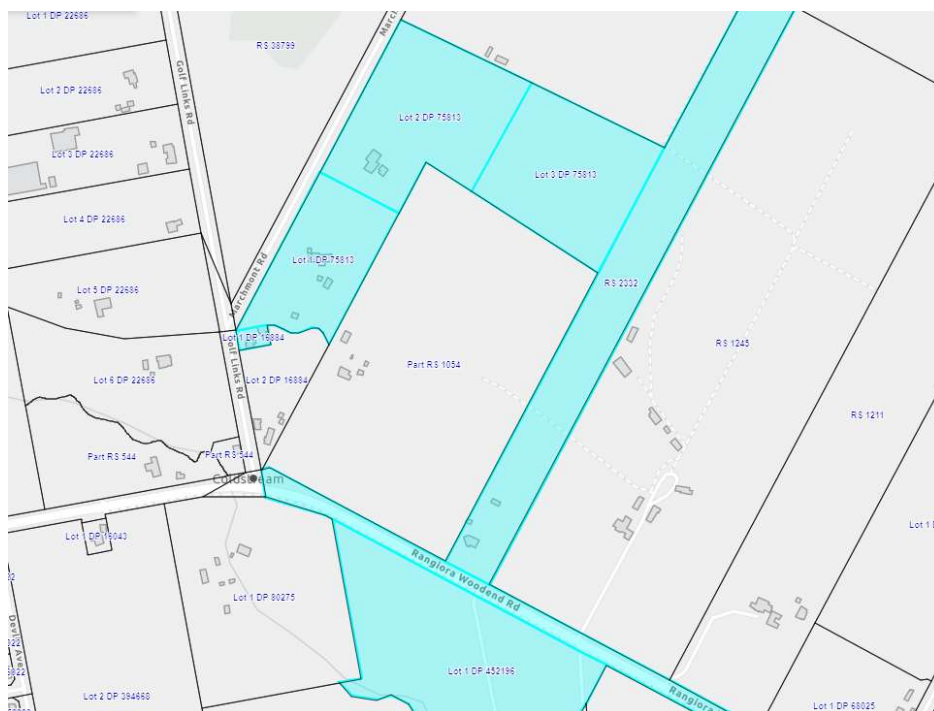 Lot 1 DP 22686
RS 38799
Lot 2 DP 22686
Golf Links Rd
Lot 2 DP 75813
Lot 3 DP 22686
Lot 3 DP 75813
Lot 4 DP 22686
Marchmont Rd
Lot 1 DP 75813
RS 2332
Lot 5 DP 22686
Lot 1 DP 16884
RS 1245
Part RS 1054
Golf Links Rd
Lot 6 DP 22686
Lot 2 DP 16884
RS 1211
Part RS 544
Part RS 544
Coldstream
Lot 1 DP 16043
Rangiora Woodend Rd
Lot 1 DP 80275
Lot 1 DP 452196
Lot 2 DP 394668
Rangiora
Lot 1 DP 68025